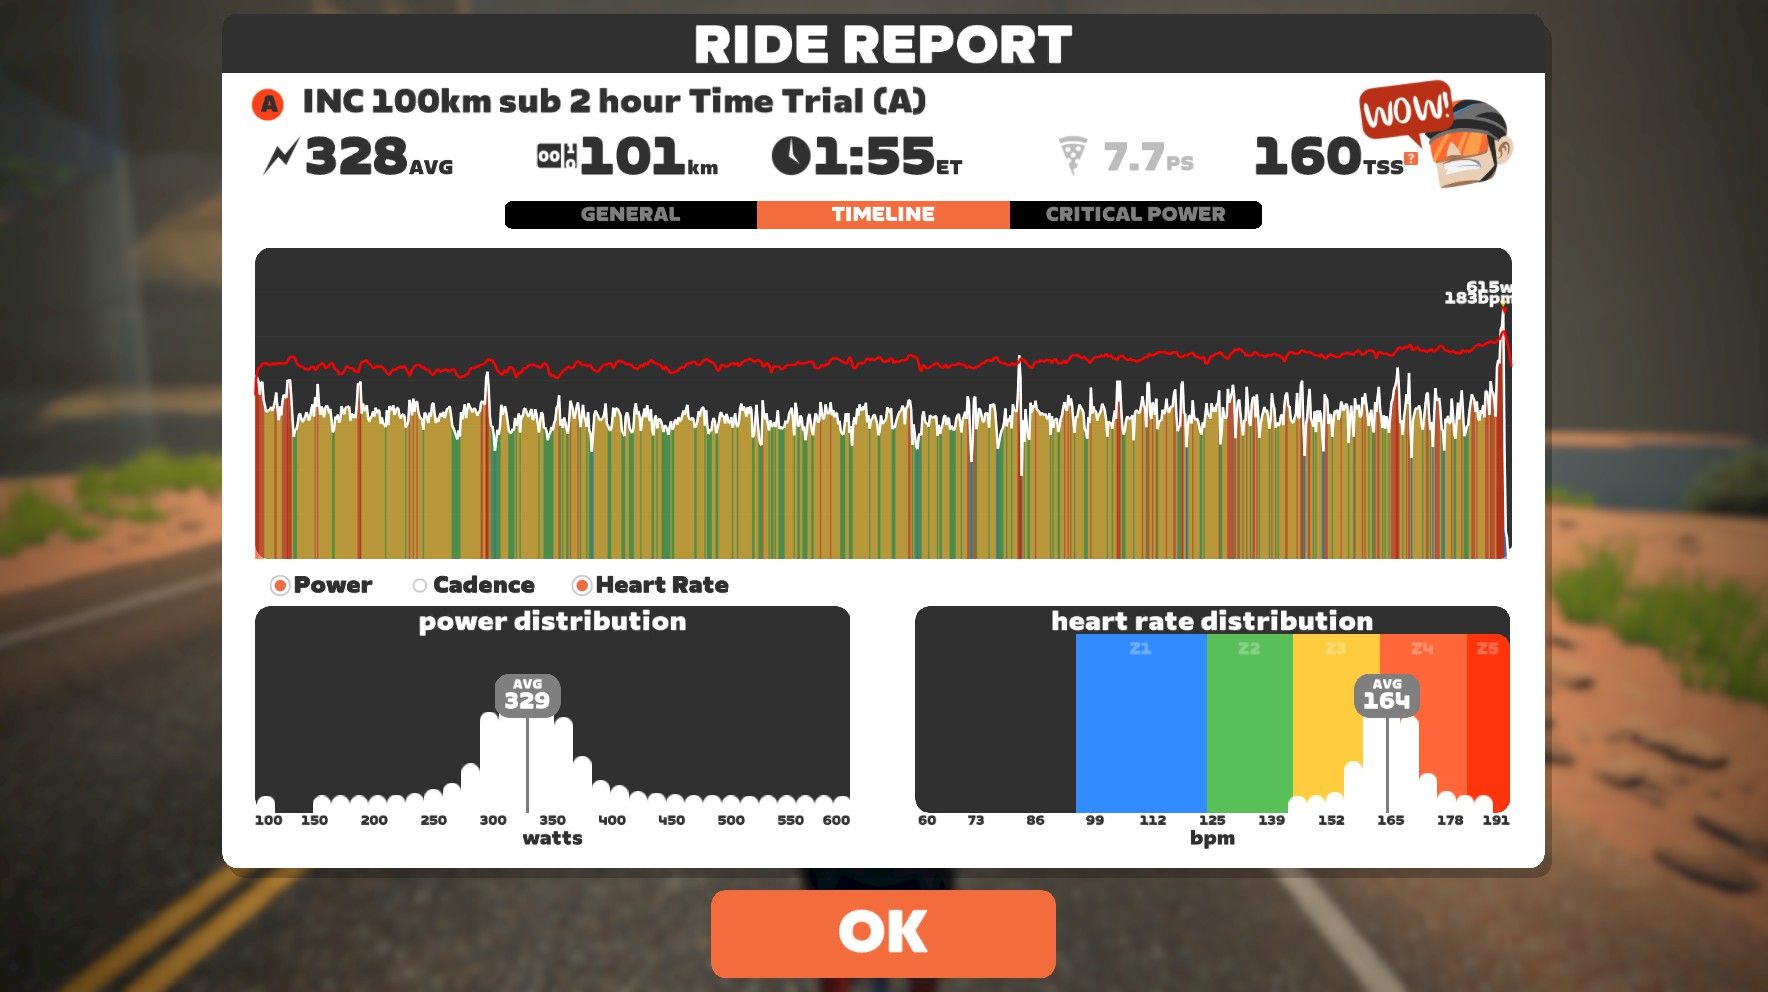 RIDE REPORT
A INC 100km sub 2 hour Time Trial (A)
WOW!
328AVG 101km 1:55ET 7.7PS 160TSS?
GENERAL TIMELINE CRITICAL POWER
615w
183bpm
Power Cadence Heart Rate
power distribution
AVG
329
100 150 200 250 300 350 400 450 500 550 600
watts
heart rate distribution
Z1 Z2 Z3 Z4 Z5
AVG
164
60 73 86 99 112 125 139 152 165 178 191
bpm
OK